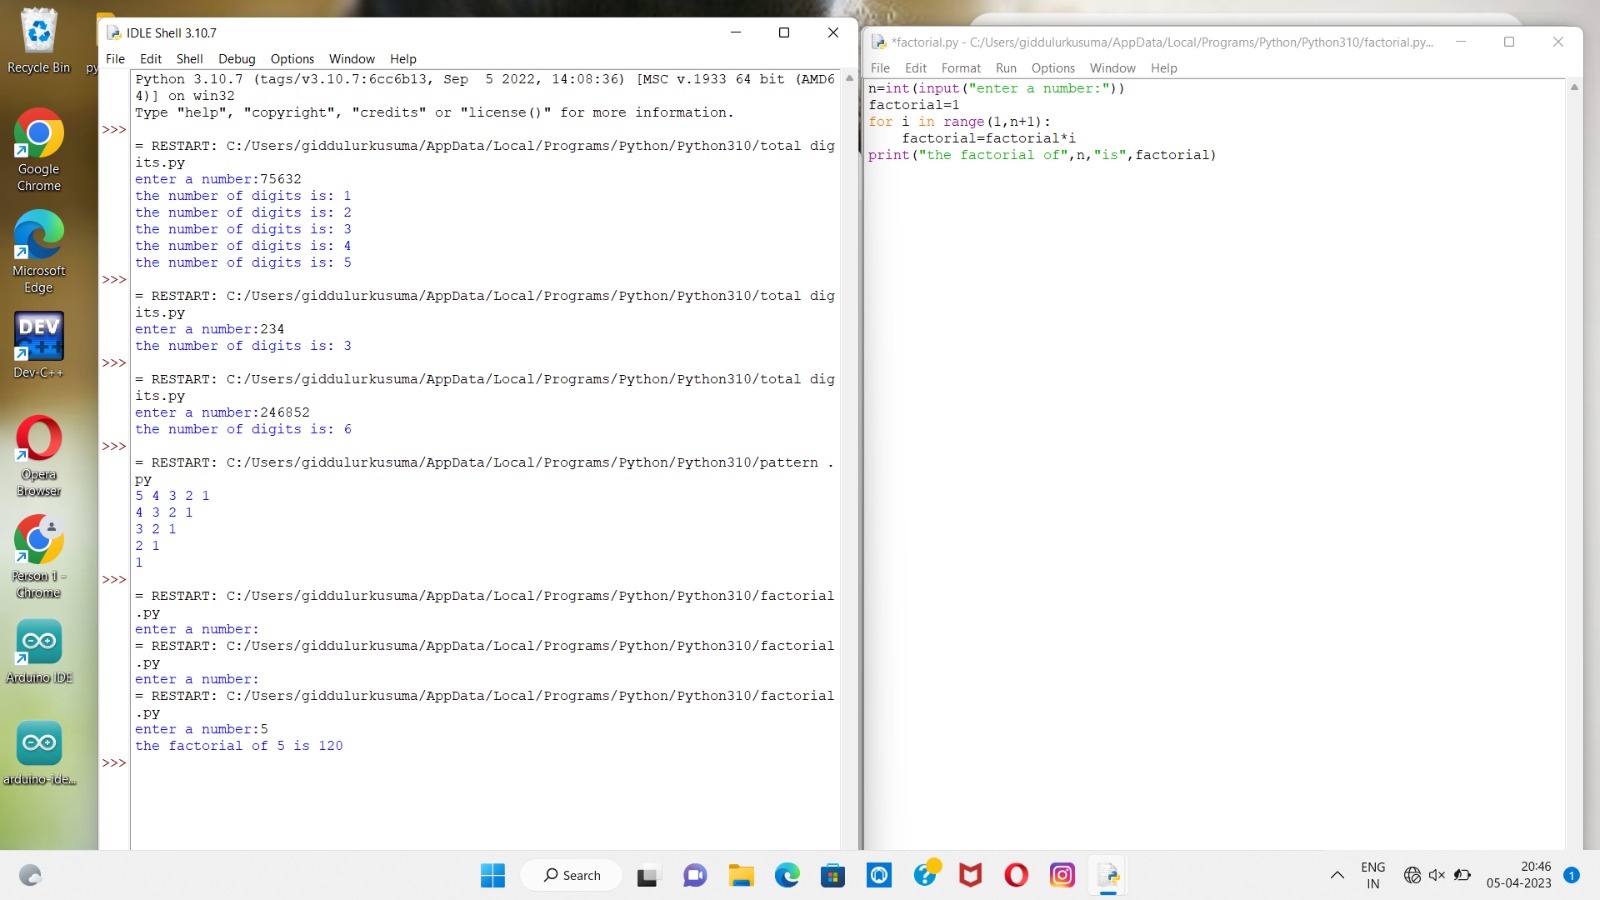 Recycle Bin
py
Google
Chrome
Microsoft
Edge
DEV
C++
Dev-C++
Opera
Browser
Person 1 -
Chrome
Arduino IDE
arduino-ide...
IDLE Shell 3.10.7
File Edit Shell Debug Options Window Help
Python 3.10.7 (tags/v3.10.7:6cc6b13, Sep  5 2022, 14:08:36) [MSC v.1933 64 bit (AMD6
4)] on win32
Type "help", "copyright", "credits" or "license()" for more information.
>>>
= RESTART: C:/Users/giddulurkusuma/AppData/Local/Programs/Python/Python310/total dig
its.py
enter a number:75632
the number of digits is: 1
the number of digits is: 2
the number of digits is: 3
the number of digits is: 4
the number of digits is: 5
>>>
= RESTART: C:/Users/giddulurkusuma/AppData/Local/Programs/Python/Python310/total dig
its.py
enter a number:234
the number of digits is: 3
>>>
= RESTART: C:/Users/giddulurkusuma/AppData/Local/Programs/Python/Python310/total dig
its.py
enter a number:246852
the number of digits is: 6
>>>
= RESTART: C:/Users/giddulurkusuma/AppData/Local/Programs/Python/Python310/pattern .
py
5 4 3 2 1
4 3 2 1
3 2 1
2 1
1
>>>
= RESTART: C:/Users/giddulurkusuma/AppData/Local/Programs/Python/Python310/factorial
.py
enter a number:
= RESTART: C:/Users/giddulurkusuma/AppData/Local/Programs/Python/Python310/factorial
.py
enter a number:
= RESTART: C:/Users/giddulurkusuma/AppData/Local/Programs/Python/Python310/factorial
.py
enter a number:5
the factorial of 5 is 120
>>>
*factorial.py - C:/Users/giddulurkusuma/AppData/Local/Programs/Python/Python310/factorial.py...
File Edit Format Run Options Window Help
n=int(input("enter a number:"))
factorial=1
for i in range(1,n+1):
    factorial=factorial*i
print("the factorial of",n,"is",factorial)
Search
ENG
IN
20:46
05-04-2023
1